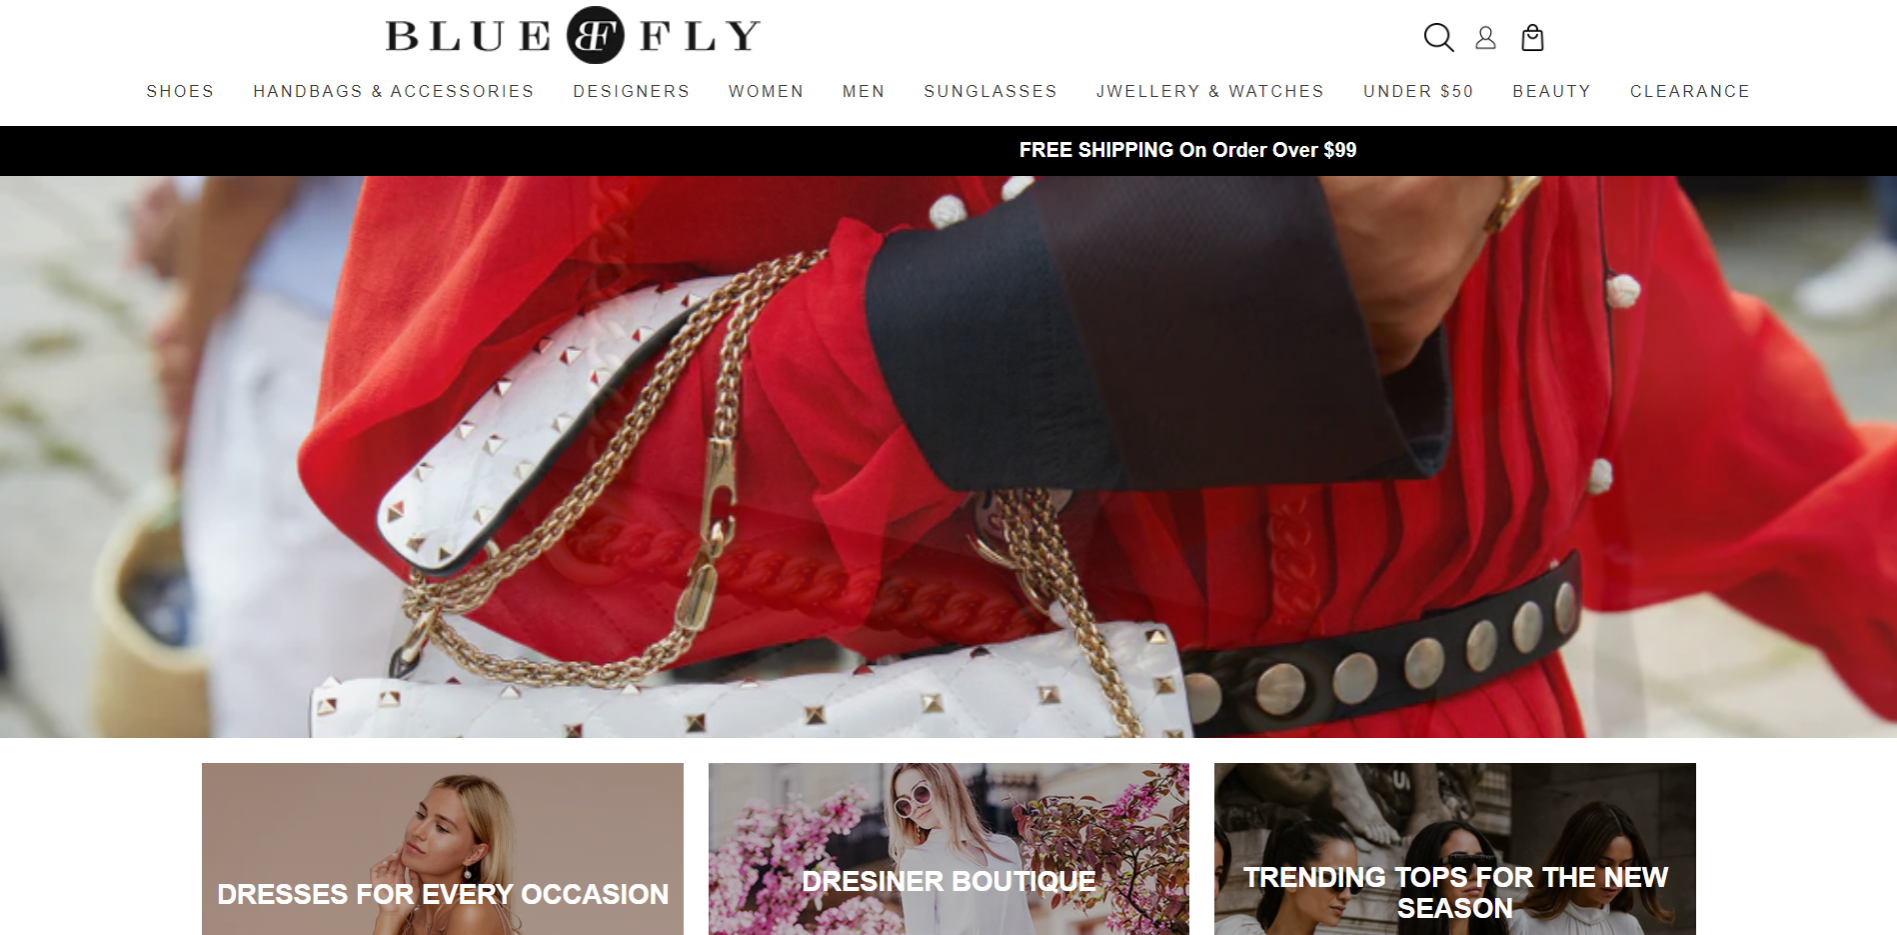 BLUE BF FLY
SHOES HANDBAGS & ACCESSORIES DESIGNERS WOMEN MEN SUNGLASSES JWELLERY & WATCHES UNDER $50 BEAUTY CLEARANCE
FREE SHIPPING On Order Over $99
DRESSES FOR EVERY OCCASION
DRESINER BOUTIQUE
TRENDING TOPS FOR THE NEW
SEASON